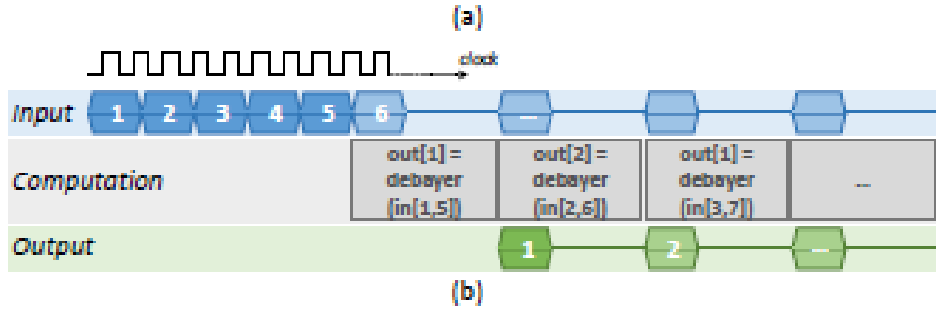 (a)
clock
Input 1 2 3 4 5 6 ...
Computation
out[1] = debayer (in[1,5])
out[2] = debayer (in[2,6])
out[1] = debayer (in[3,7])
...
Output 1 2 ...
(b)